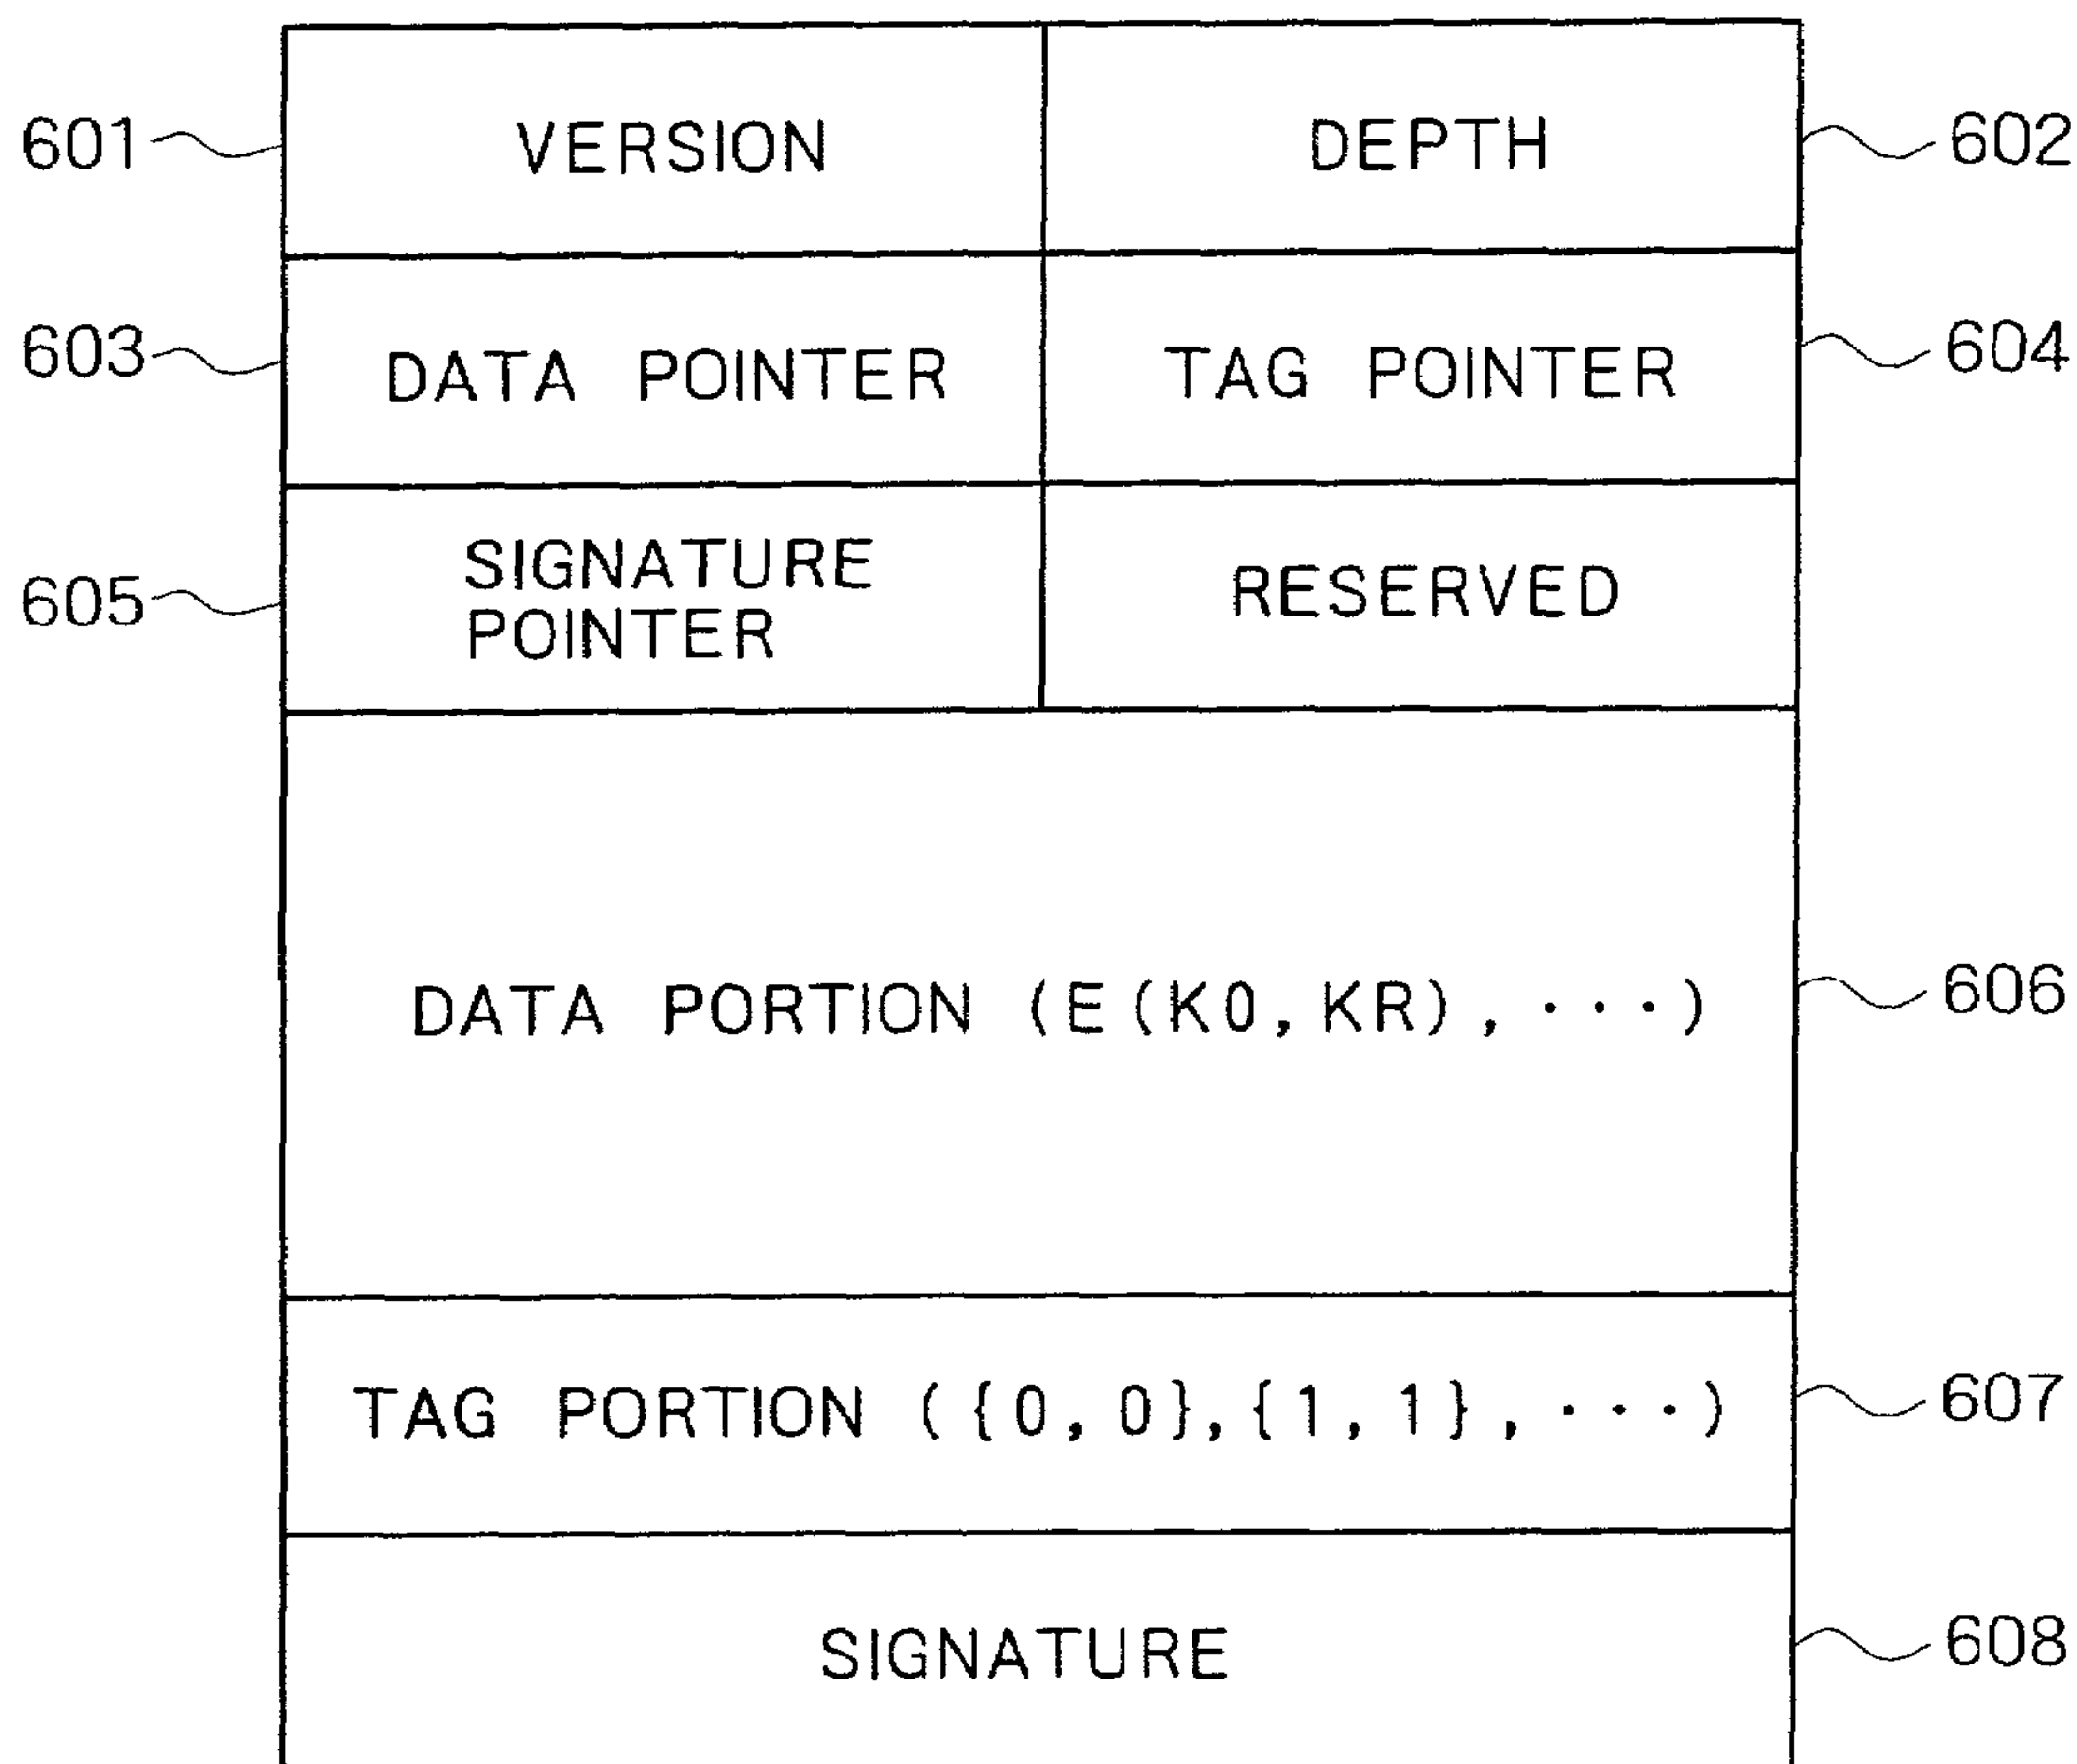 601 VERSION DEPTH 602
603 DATA POINTER TAG POINTER 604
605 SIGNATURE
POINTER RESERVED
DATA PORTION (E(K0,KR), ···) 606
TAG PORTION ({0,0},{1,1}, ···) 607
SIGNATURE 608